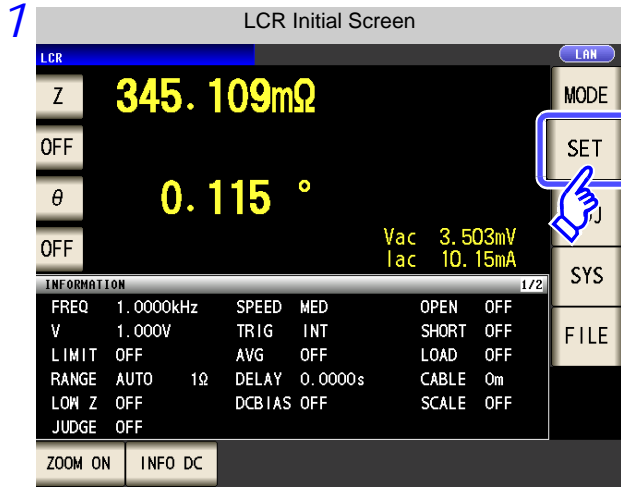 1
LCR Initial Screen
LCR
LAN
Z
345.109mΩ
MODE
OFF
SET
θ
0.115 °
OFF
Vac 3.503mV
Iac 10.15mA
SYS
INFORMATION 1/2
FREQ 1.0000kHz SPEED MED OPEN OFF
V 1.000V TRIG INT SHORT OFF
LIMIT OFF AVG OFF LOAD OFF
RANGE AUTO 1Ω DELAY 0.0000s CABLE 0m
LOW Z OFF DCBIAS OFF SCALE OFF
JUDGE OFF
FILE
ZOOM ON INFO DC